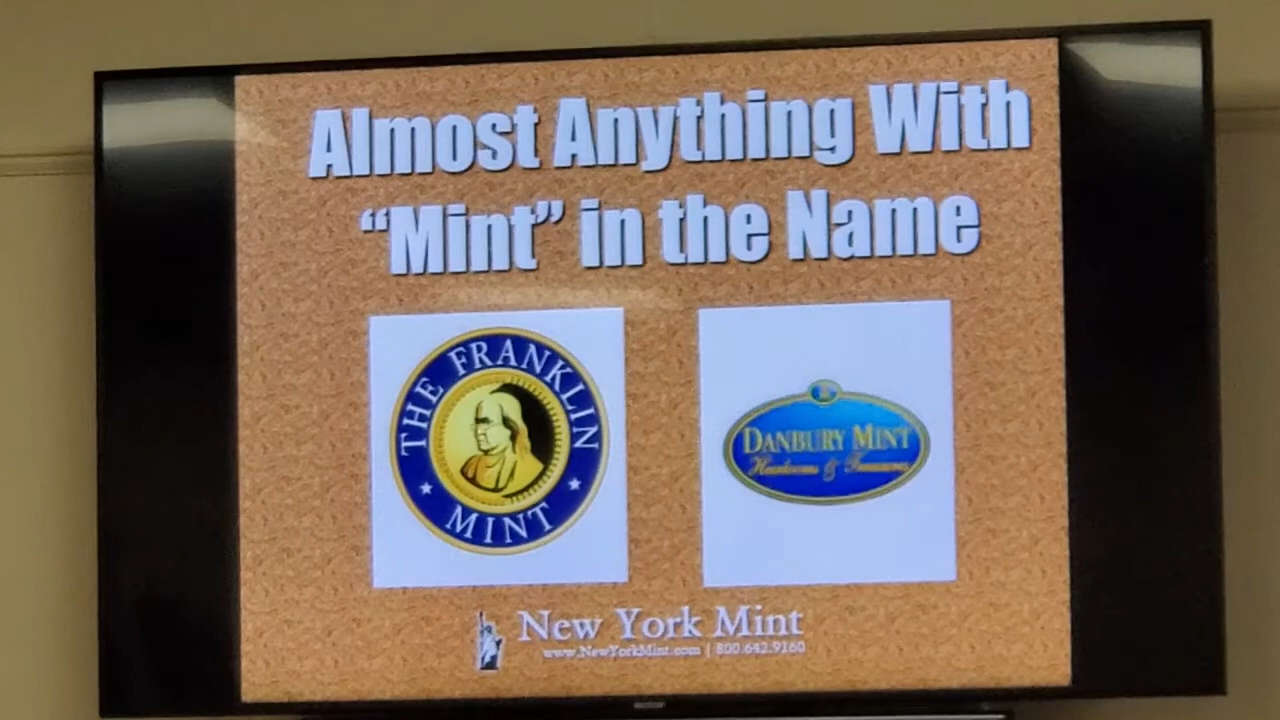 Almost Anything With
“Mint” in the Name
THE FRANKLIN
MINT
DANBURY MINT
Heirlooms & Treasures
New York Mint
www.NewYorkMint.com | 800.642.9160